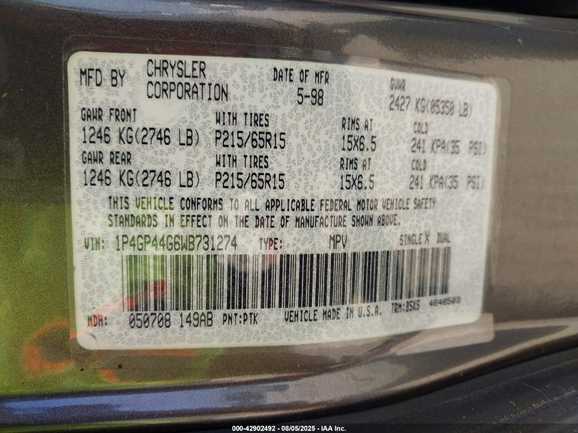 MFD BY CHRYSLER CORPORATION DATE OF MFR 5-98 GVWR 2427 KG(05350 LB)
GAWR FRONT WITH TIRES RIMS AT COLD
1246 KG(2746 LB) P215/65R15 15X6.5 241 KPA(35 PSI)
GAWR REAR WITH TIRES RIMS AT COLD
1246 KG(2746 LB) P215/65R15 15X6.5 241 KPA(35 PSI)
THIS VEHICLE CONFORMS TO ALL APPLICABLE FEDERAL MOTOR VEHICLE SAFETY
STANDARDS IN EFFECT ON THE DATE OF MANUFACTURE SHOWN ABOVE.
VIN: 1P4GP44G6WB731274 TYPE: MPV SINGLE X DUAL
MDH: 050708 149AB PNT:PTK VEHICLE MADE IN U.S.A. TRM:
000-42902492 - 08/05/2025 - IAA Inc.